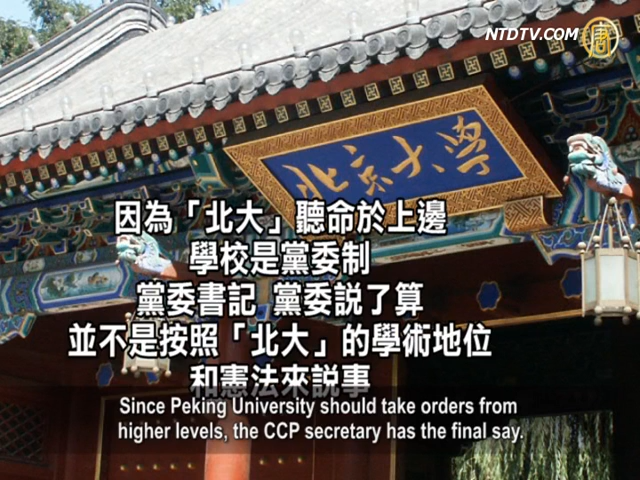 NTDTV.COM
唐
北京大學
因為「北大」聽命於上邊
學校是黨委制
黨委書記 黨委說了算
並不是按照「北大」的學術地位
和憲法來說事
Since Peking University should take orders from
higher levels, the CCP secretary has the final say.
NTDTV.com